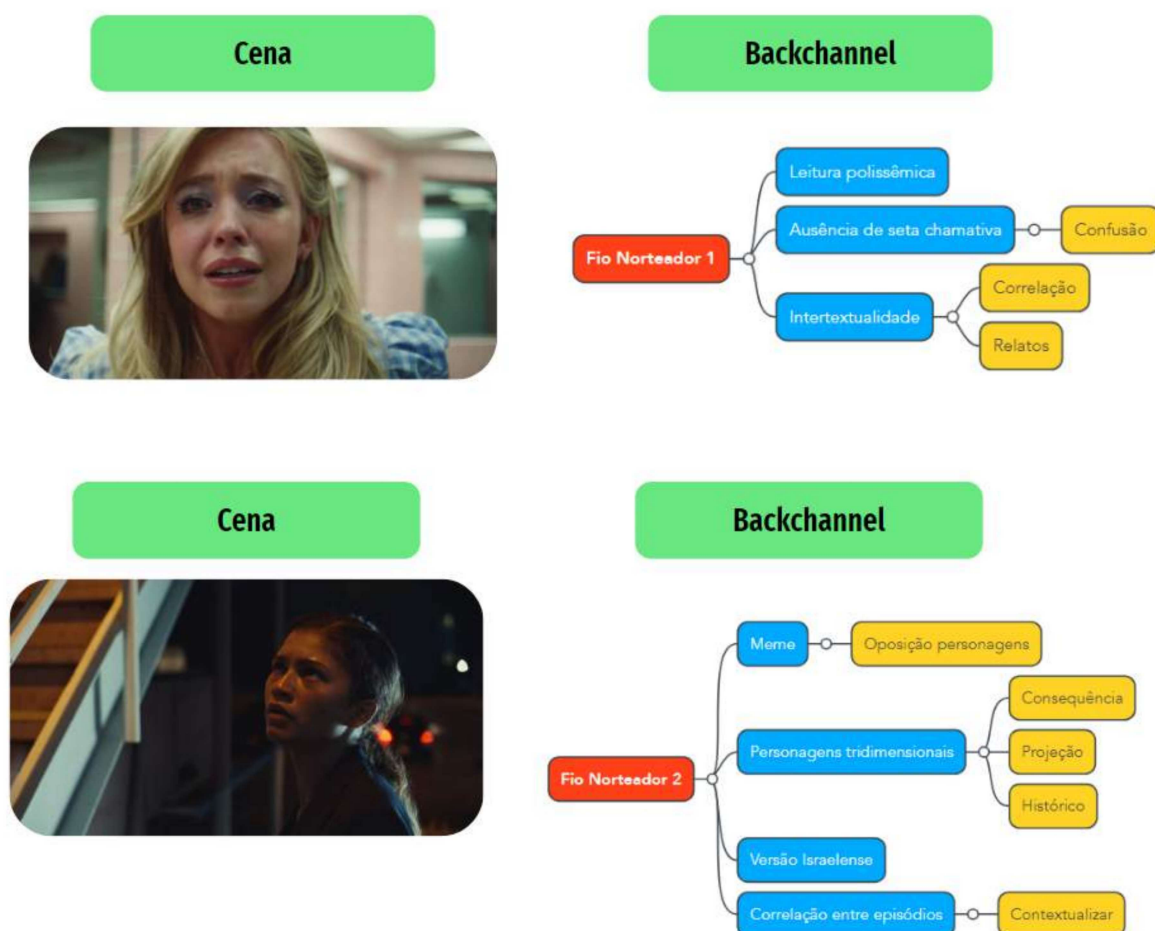 Cena
Backchannel
Leitura polissêmica
Ausência de seta chamativa
Confusão
Fio Norteador 1
Correlação
Intertextualidade
Relatos
Cena
Backchannel
Meme
Oposição personagens
Consequência
Personagens tridimensionais
Projeção
Fio Norteador 2
Histórico
Versão Israelense
Correlação entre episódios
Contextualizar